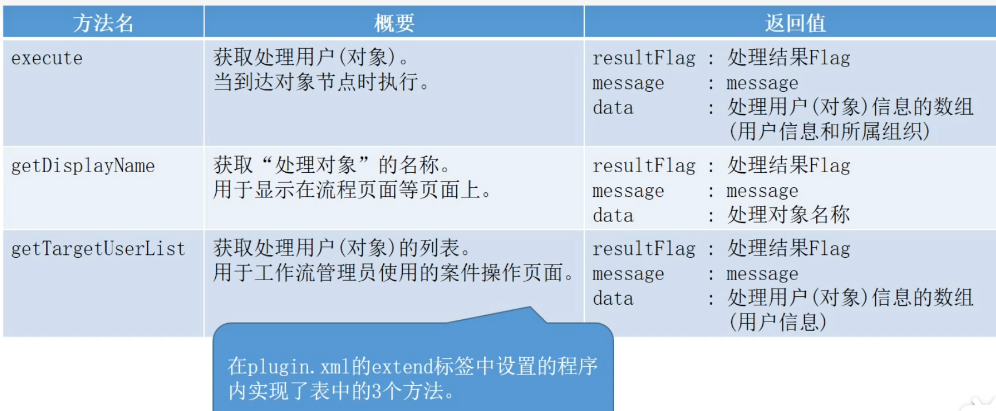 方法名 概要 返回值
execute 获取处理用户(对象)。 resultFlag : 处理结果Flag
当到达对象节点时执行。 message : message
data : 处理用户(对象)信息的数组
(用户信息和所属组织)
getDisplayName 获取“处理对象”的名称。 resultFlag : 处理结果Flag
用于显示在流程页面等页面上。 message : message
data : 处理对象名称
getTargetUserList 获取处理用户(对象)的列表。 resultFlag : 处理结果Flag
用于工作流管理员使用的案件操作页面。 message : message
data : 处理用户(对象)信息的数组
(用户信息)
在plugin.xml的extend标签中设置的程序
内实现了表中的3个方法。